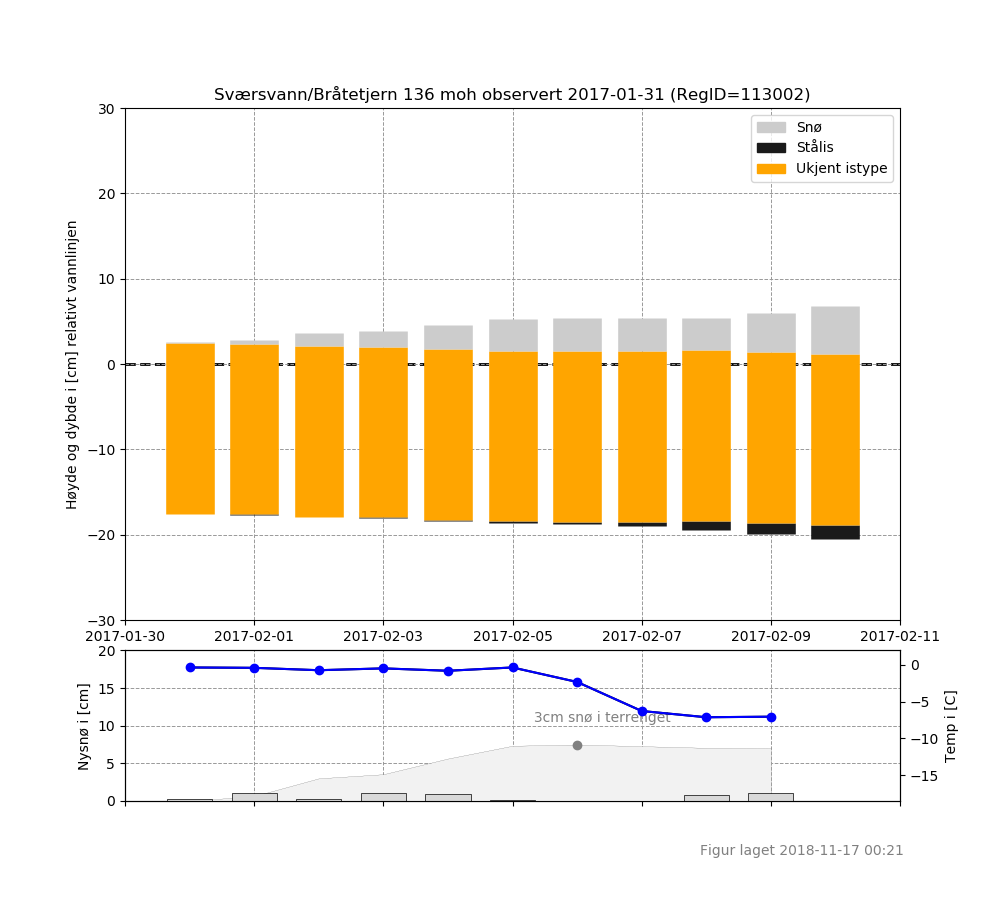 Sværsvann/Bråtetjern 136 moh observert 2017-01-31 (RegID=113002)
Snø
Stålis
Ukjent istype
Høyde og dybde i [cm] relativt vannlinjen
30
20
10
0
−10
−20
−30
2017-01-30 2017-02-01 2017-02-03 2017-02-05 2017-02-07 2017-02-09 2017-02-11
Nysnø i [cm]
20
15
10
5
0
3cm snø i terrenget
0
−5
−10
−15
Temp i [C]
Figur laget 2018-11-17 00:21